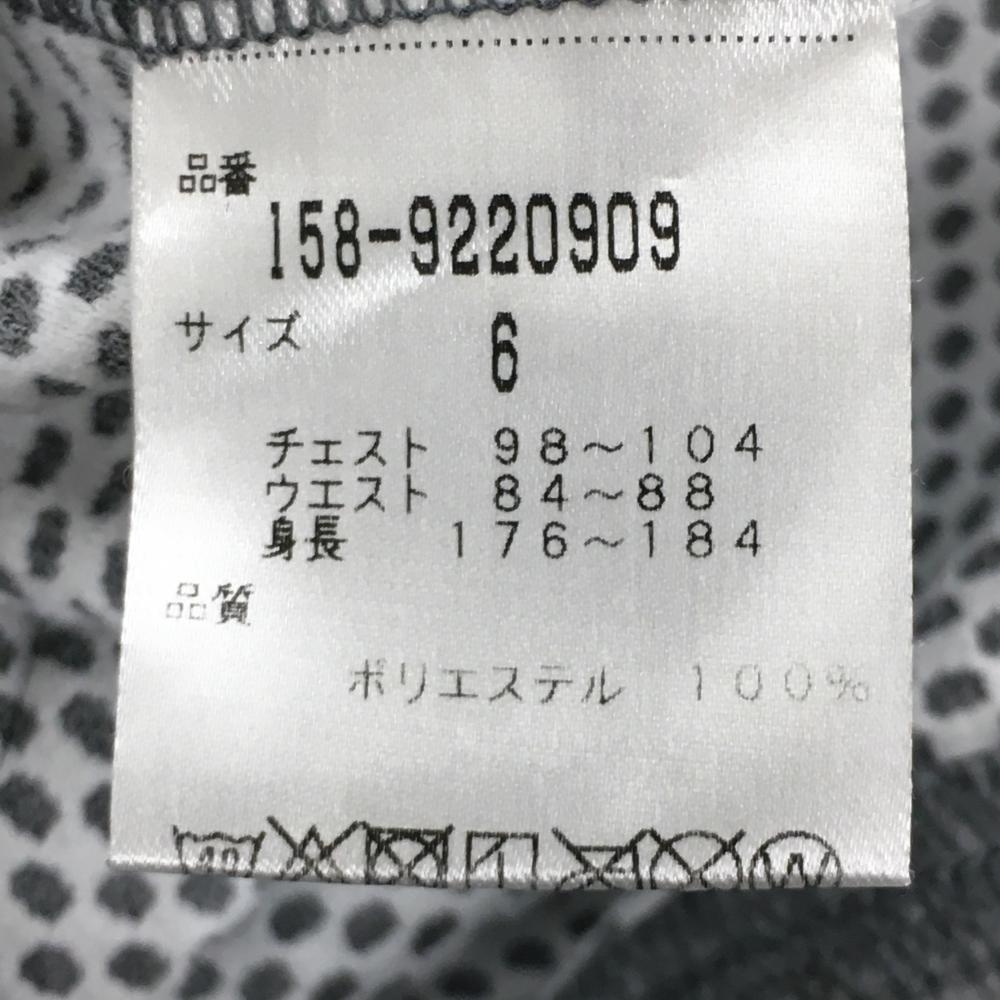 品番
158-9220909
サイズ 6
チェスト 98～104
ウエスト 84～88
身長 176～184
品質
ポリエステル 100%
40 W